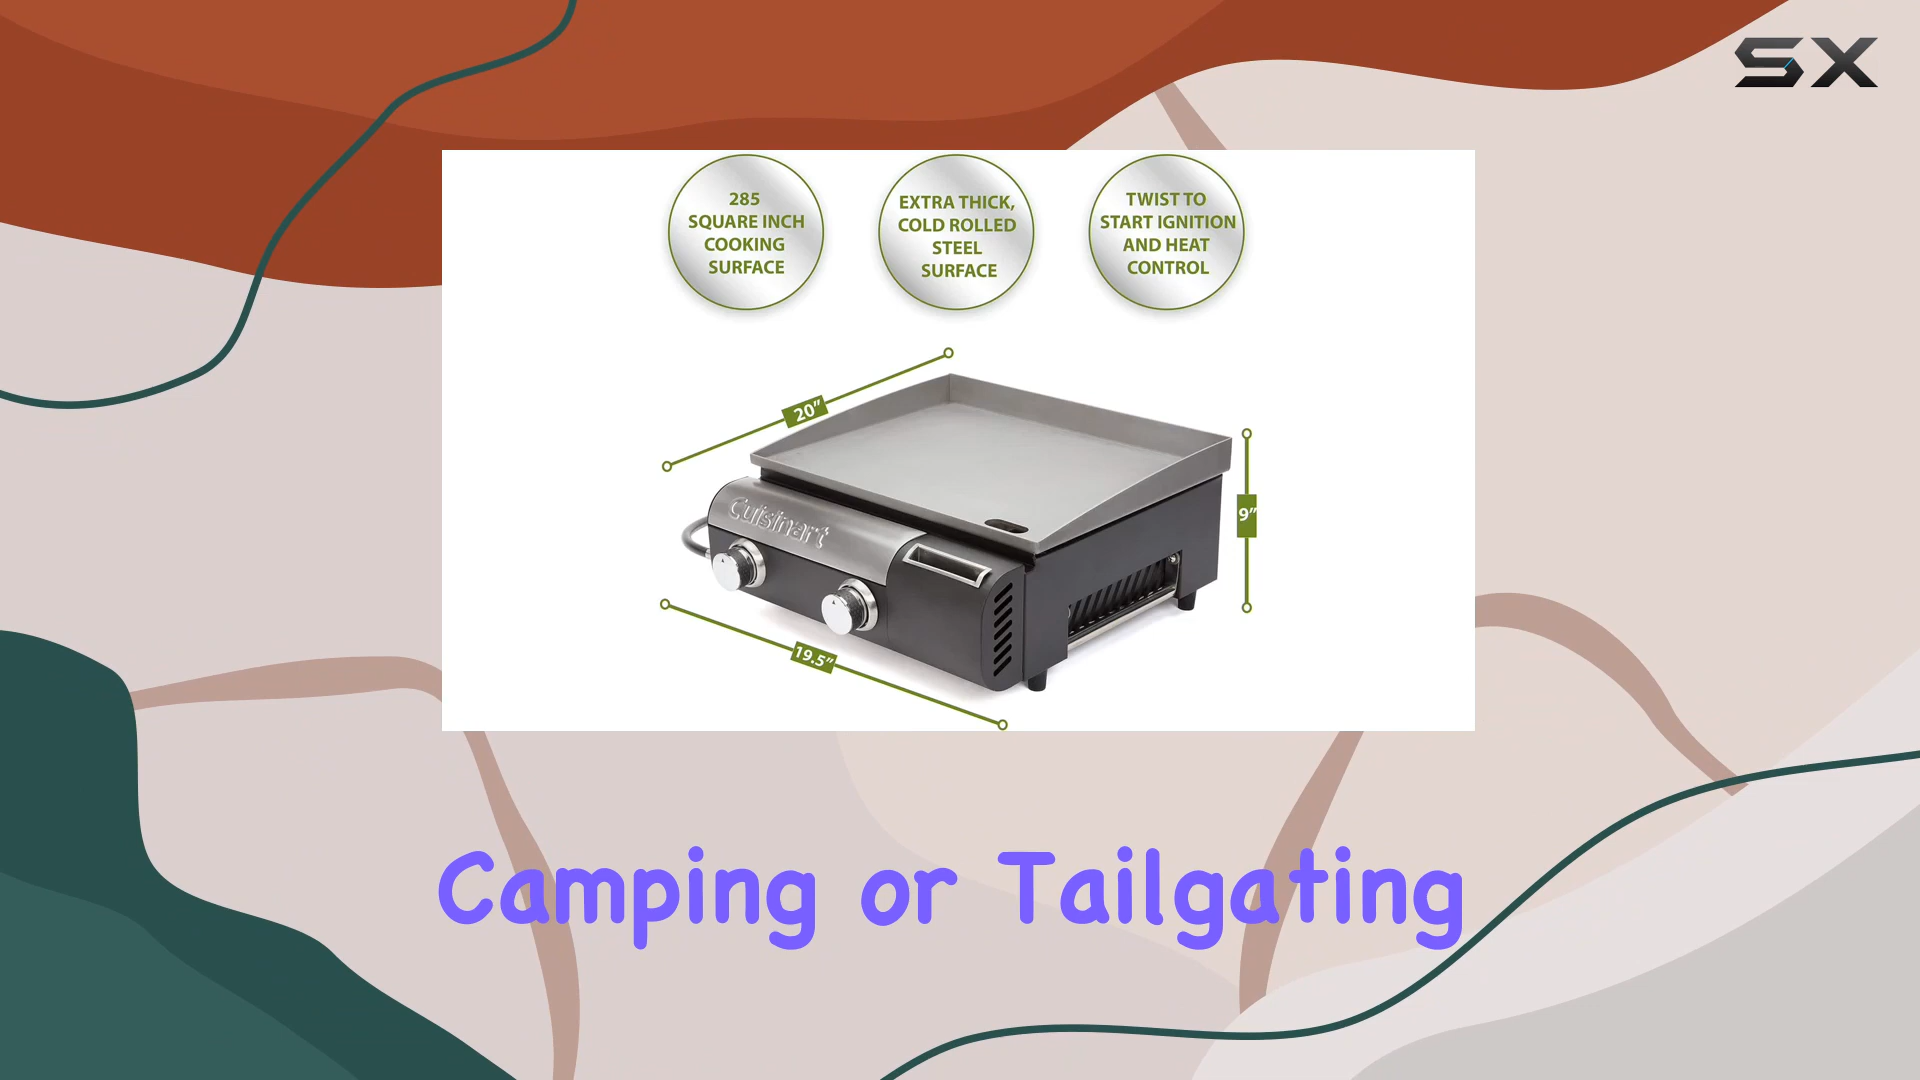 SX
285
SQUARE INCH
COOKING
SURFACE
EXTRA THICK,
COLD ROLLED
STEEL
SURFACE
TWIST TO
START IGNITION
AND HEAT
CONTROL
20”
9”
Cuisinart
19.5”
Camping or Tailgating